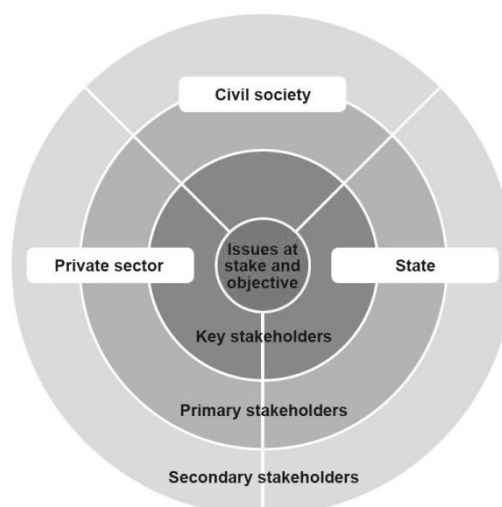 Civil society
Private sector
Issues at
stake and
objective
State
Key stakeholders
Primary stakeholders
Secondary stakeholders